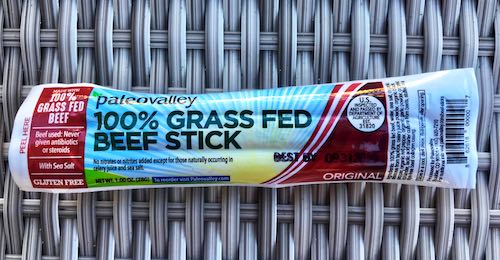 PEEL HERE
MADE WITH
100%
GRASS FED
BEEF
Beef used: Never
given antibiotics
or steroids
With Sea Salt
GLUTEN FREE
paleovalley
100% GRASS FED
BEEF STICK
No nitrates or nitrites added except for those naturally occurring in
celery juice and sea salt.
NET WT. 1.00 OZ. (28G)
To reorder visit Paleovalley.com
BEST BY
U.S.
INSPECTED
AND PASSED BY
DEPARTMENT OF
AGRICULTURE
EST.
31820
ORIGINAL